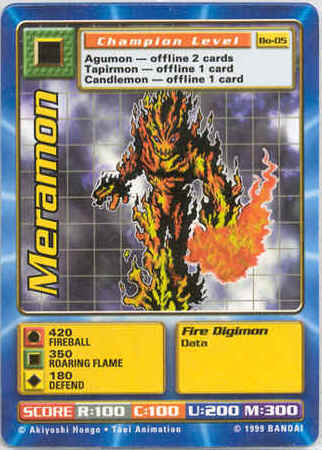 Champion Level
Bo-05
Agumon — offline 2 cards
Tapirmon — offline 1 card
Candlemon — offline 1 card
Meramon
420
FIREBALL
350
ROARING FLAME
180
DEFEND
Fire Digimon
Data
SCORE R:100 C:100 U:200 M:300
© Akiyoshi Hongo • Toei Animation © 1999 BANDAI